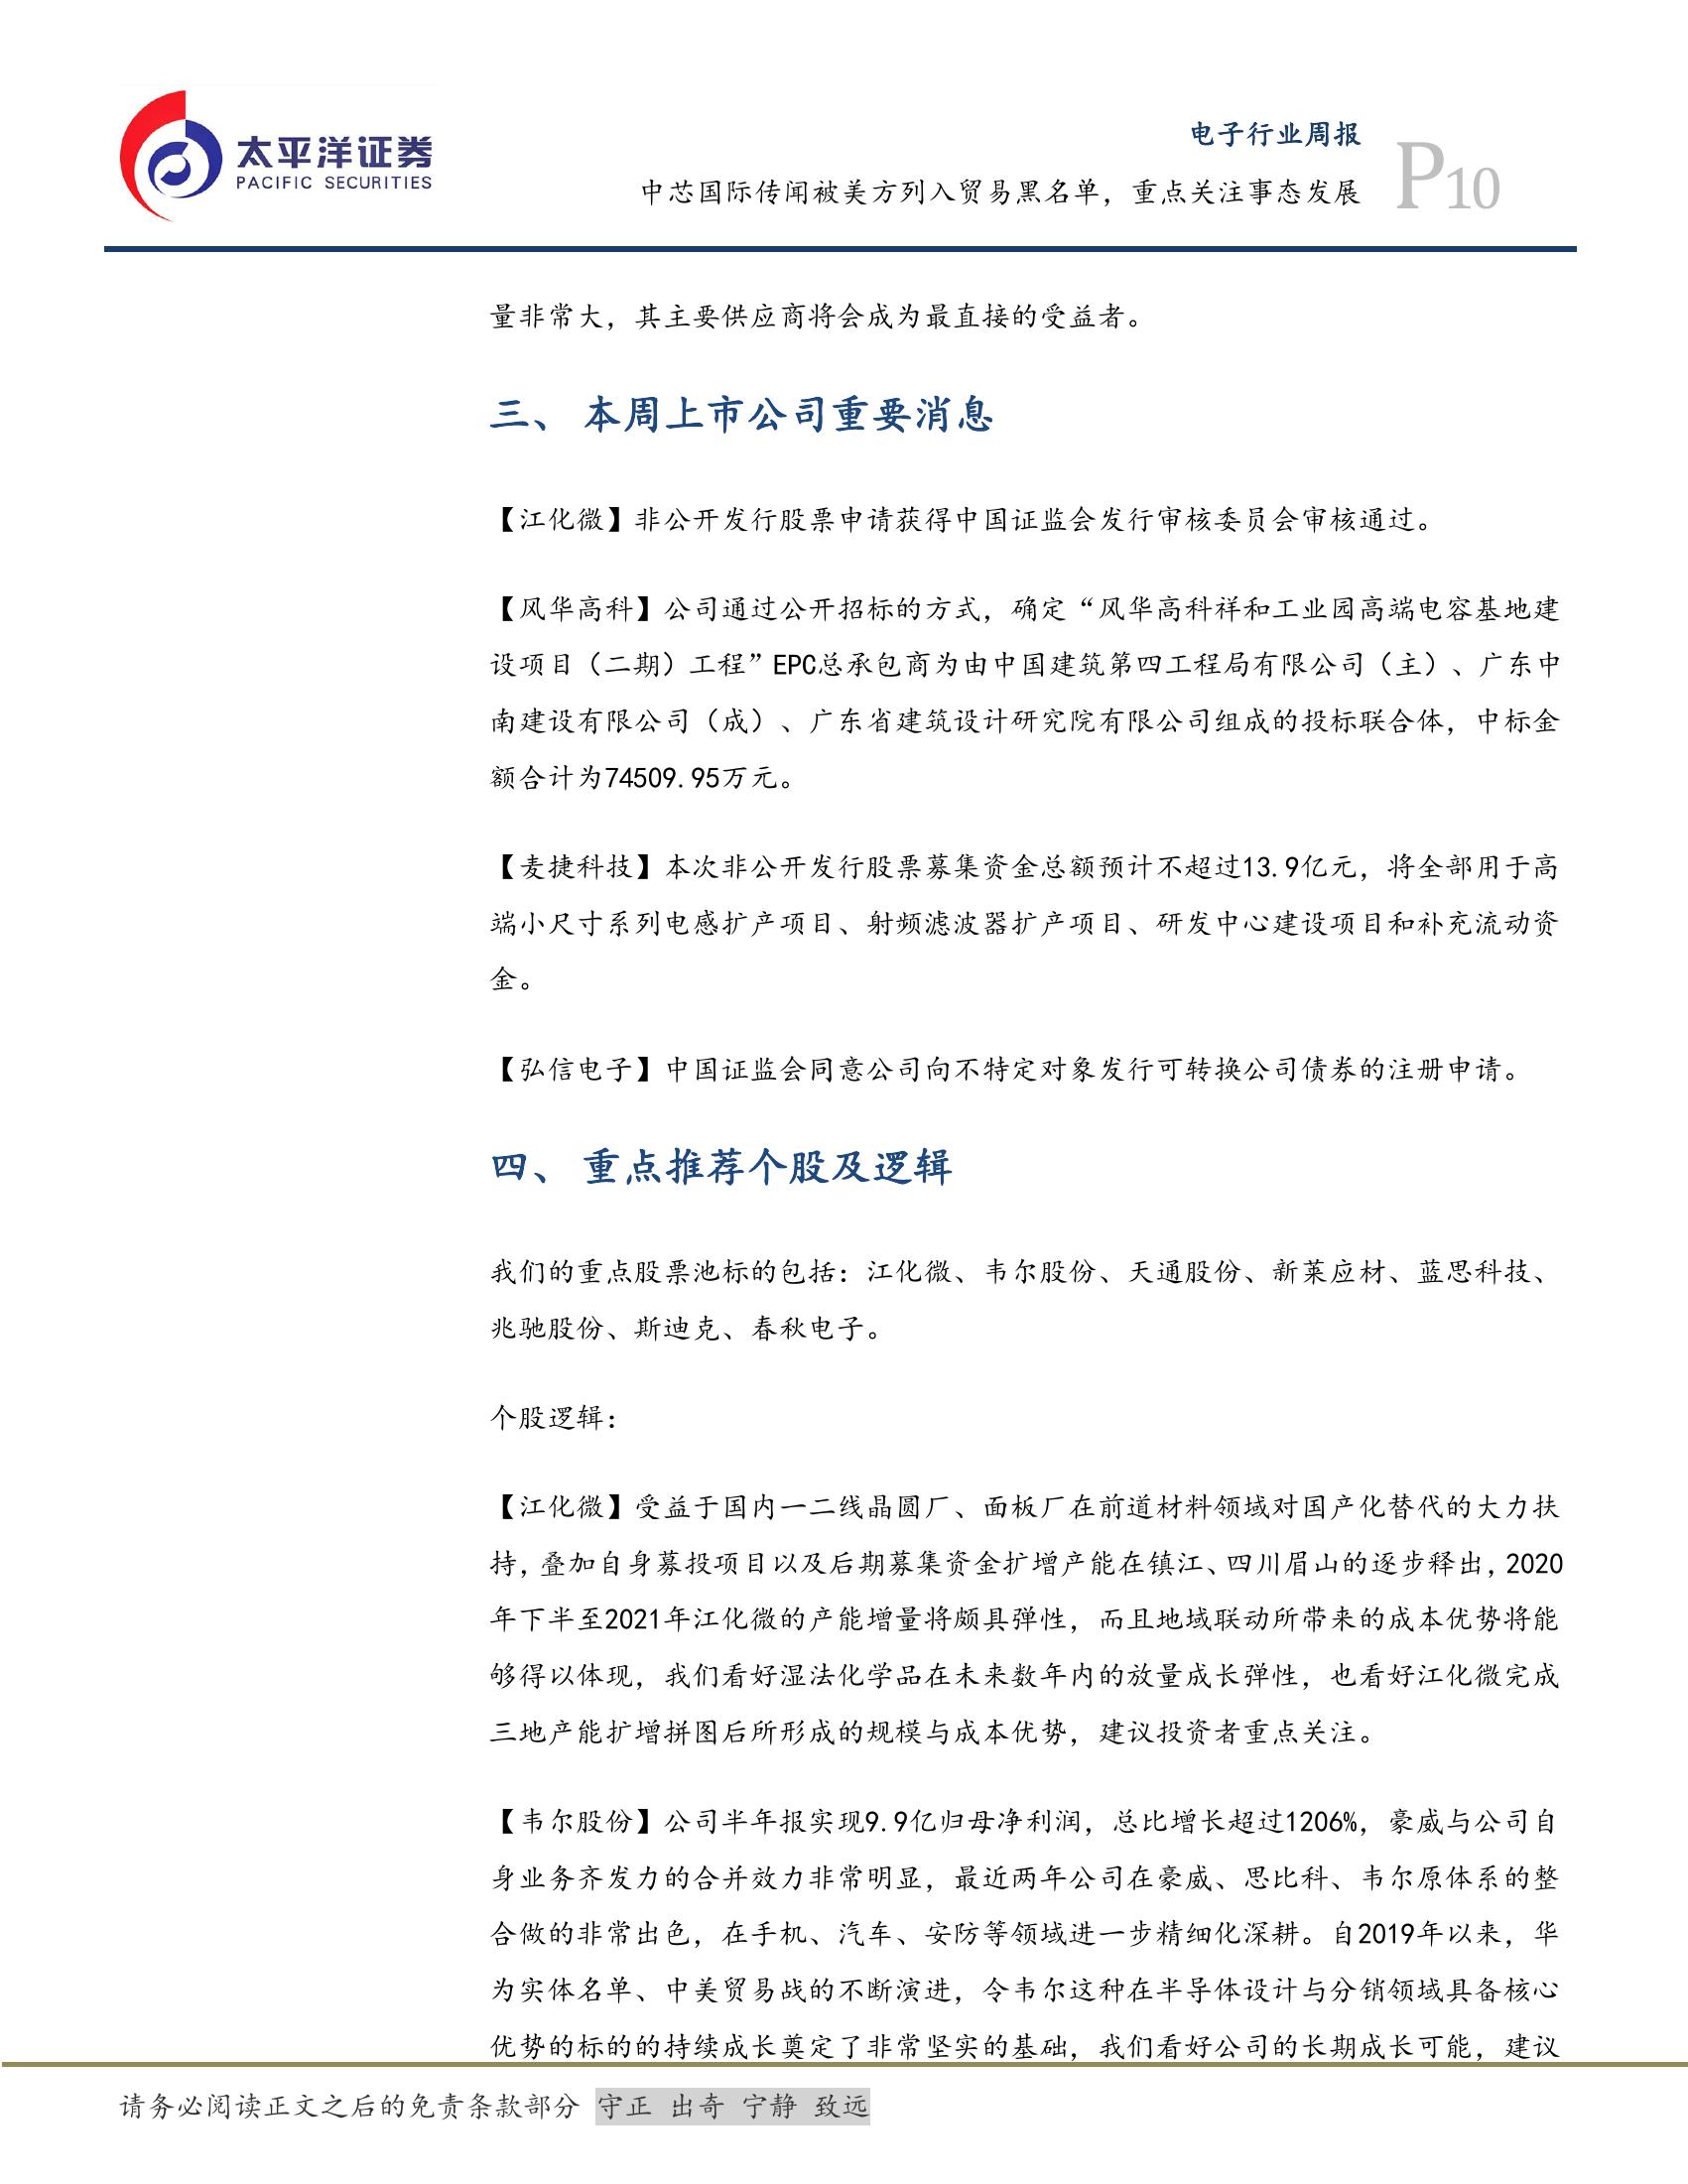 太平洋证券
PACIFIC SECURITIES
电子行业周报
中芯国际传闻被美方列入贸易黑名单，重点关注事态发展
P10
量非常大，其主要供应商将会成为最直接的受益者。
三、 本周上市公司重要消息
【江化微】非公开发行股票申请获得中国证监会发行审核委员会审核通过。
【风华高科】公司通过公开招标的方式，确定“风华高科祥和工业园高端电容基地建
设项目（二期）工程”EPC总承包商为由中国建筑第四工程局有限公司（主）、广东中
南建设有限公司（成）、广东省建筑设计研究院有限公司组成的投标联合体，中标金
额合计为74509.95万元。
【麦捷科技】本次非公开发行股票募集资金总额预计不超过13.9亿元，将全部用于高
端小尺寸系列电感扩产项目、射频滤波器扩产项目、研发中心建设项目和补充流动资
金。
【弘信电子】中国证监会同意公司向不特定对象发行可转换公司债券的注册申请。
四、 重点推荐个股及逻辑
我们的重点股票池标的包括：江化微、韦尔股份、天通股份、新莱应材、蓝思科技、
兆驰股份、斯迪克、春秋电子。
个股逻辑：
【江化微】受益于国内一二线晶圆厂、面板厂在前道材料领域对国产化替代的大力扶
持，叠加自身募投项目以及后期募集资金扩增产能在镇江、四川眉山的逐步释出，2020
年下半至2021年江化微的产能增量将颇具弹性，而且地域联动所带来的成本优势将能
够得以体现，我们看好湿法化学品在未来数年内的放量成长弹性，也看好江化微完成
三地产能扩增拼图后所形成的规模与成本优势，建议投资者重点关注。
【韦尔股份】公司半年报实现9.9亿归母净利润，总比增长超过1206%，豪威与公司自
身业务齐发力的合并效力非常明显，最近两年公司在豪威、思比科、韦尔原体系的整
合做的非常出色，在手机、汽车、安防等领域进一步精细化深耕。自2019年以来，华
为实体名单、中美贸易战的不断演进，令韦尔这种在半导体设计与分销领域具备核心
优势的标的的持续成长奠定了非常坚实的基础，我们看好公司的长期成长可能，建议
请务必阅读正文之后的免责条款部分 守正 出奇 宁静 致远